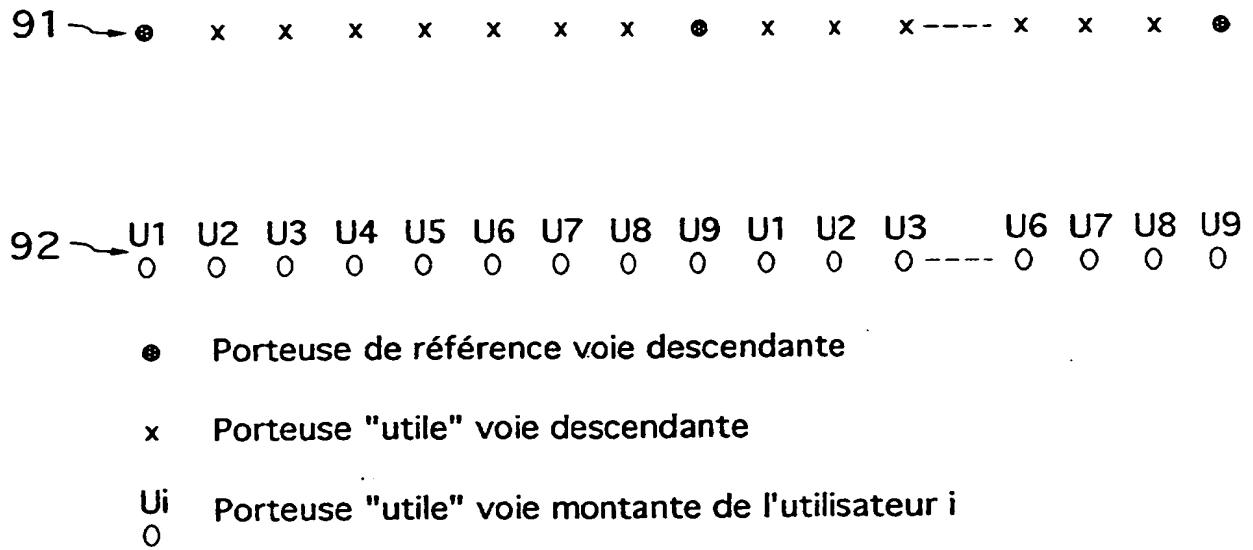 91 x x x x x x x x x x ---- x x x
U1 U2 U3 U4 U5 U6 U7 U8 U9 U1 U2 U3 U6 U7 U8 U9
92 O O O O O O O O O O O O ---- O O O O
Porteuse de référence voie descendante
x Porteuse "utile" voie descendante
Ui Porteuse "utile" voie montante de l'utilisateur i
O